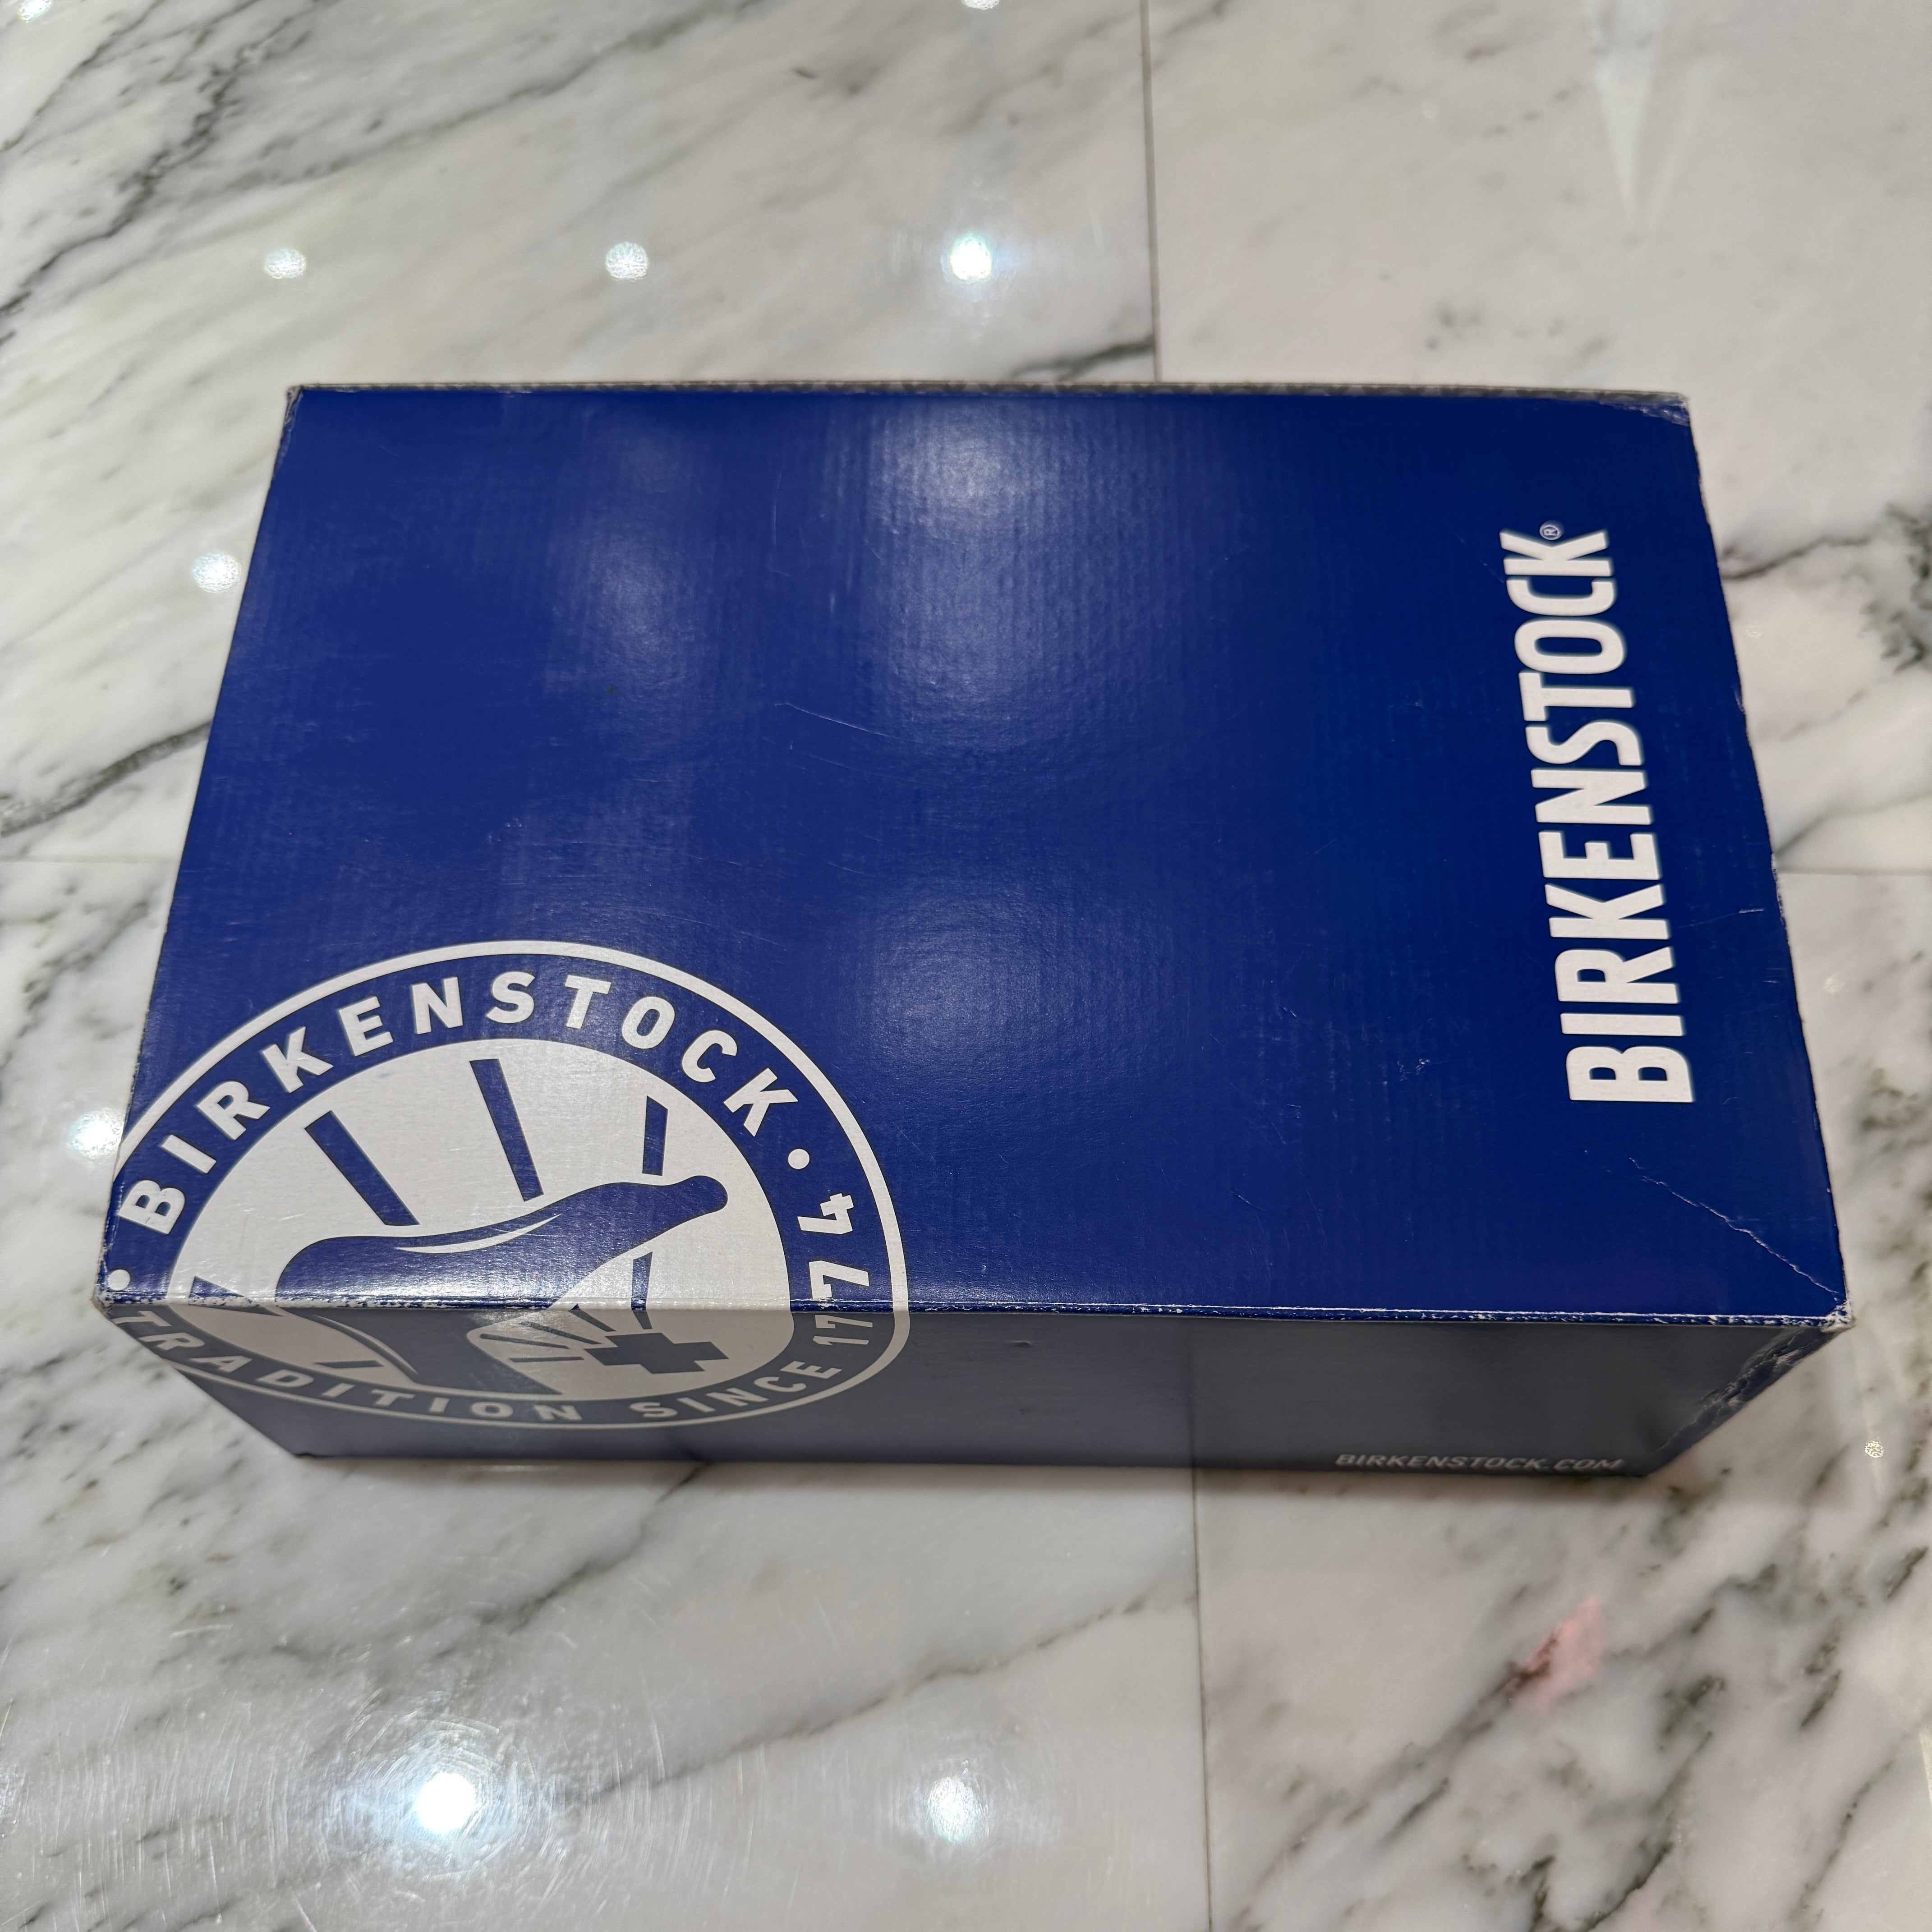 BIRKENSTOCK®
• BIRKENSTOCK •
TRADITION SINCE 1774
BIRKENSTOCK.COM